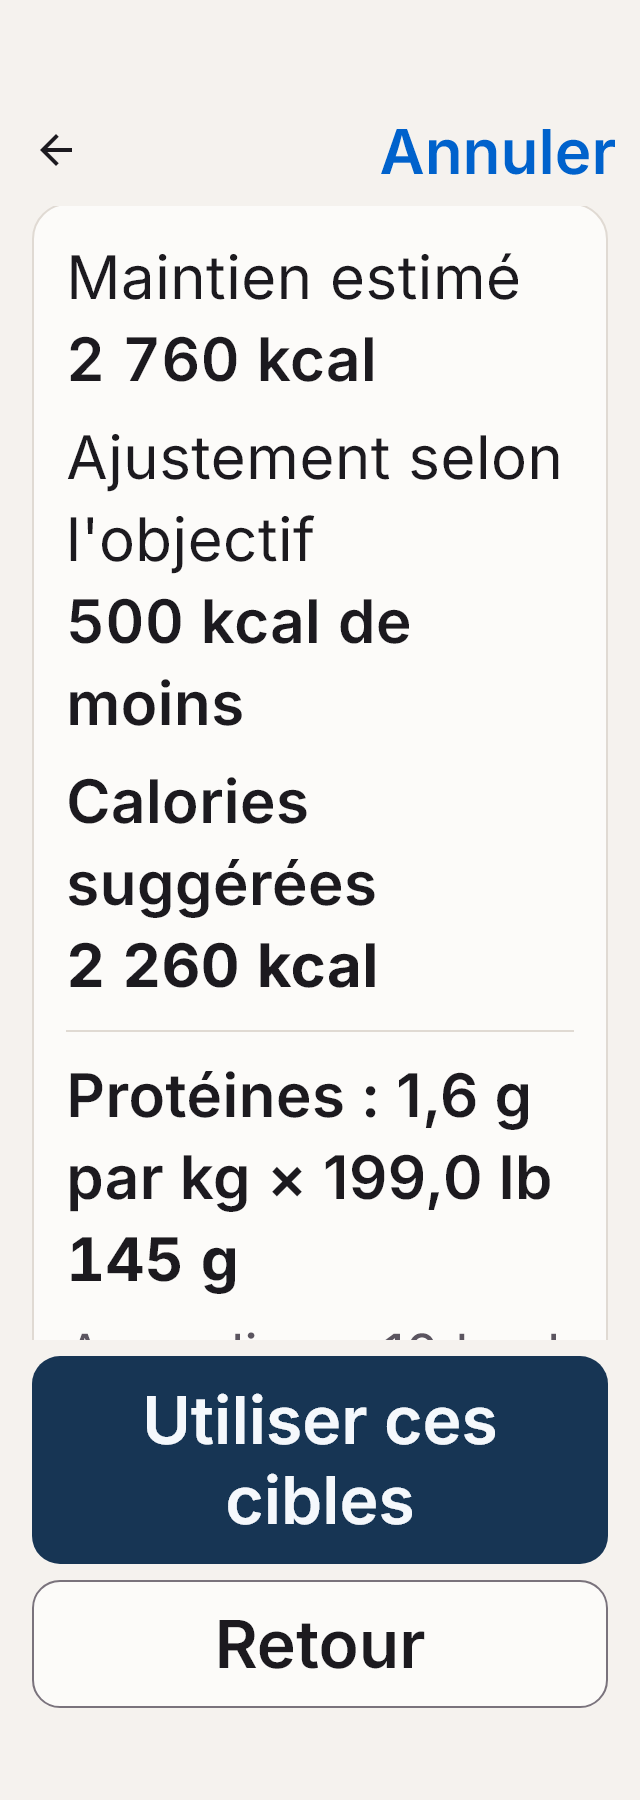 Annuler
Maintien estimé
2 760 kcal
Ajustement selon
l'objectif
500 kcal de
moins
Calories
suggérées
2 260 kcal
Protéines : 1,6 g
par kg × 199,0 lb
145 g
Utiliser ces
cibles
Retour